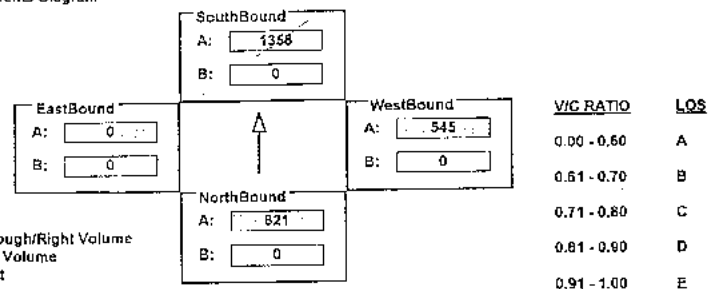 Diagram
SouthBound
A: 1358
B: 0
EastBound
A: 0
B: 0
WestBound
A: 545
B: 0
NorthBound
A: 821
B: 0
ough/Right Volume
Volume
t
V/C RATIO LOS
0.00 - 0.60 A
0.61 - 0.70 B
0.71 - 0.80 C
0.81 - 0.90 D
0.91 - 1.00 E